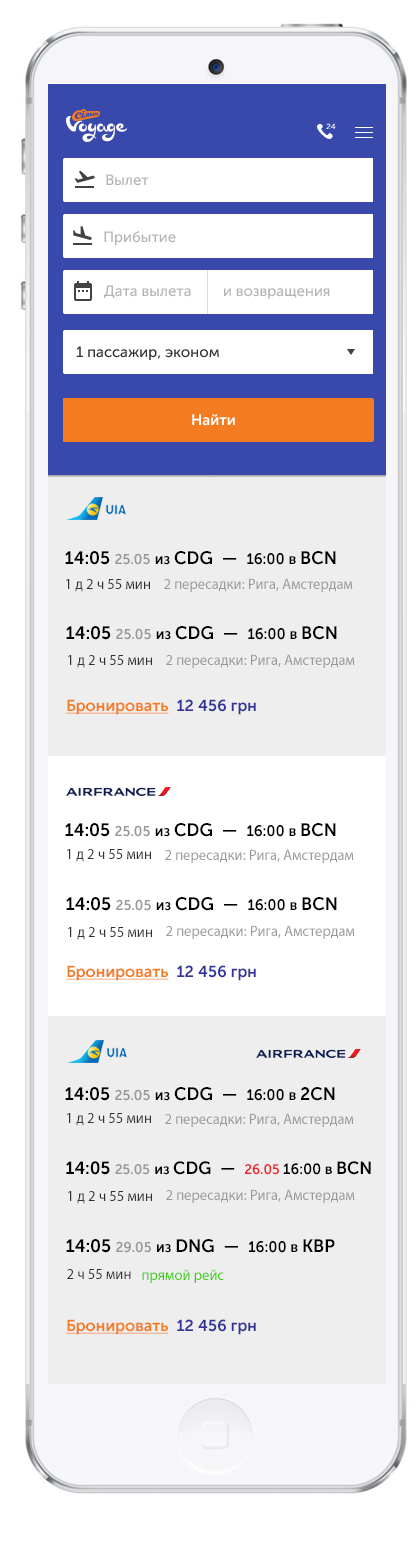 Voyage
24
Вылет
Прибытие
Дата вылета и возвращения
1 пассажир, эконом
Найти
UIA
14:05 25.05 из CDG — 16:00 в BCN
1 д 2 ч 55 мин 2 пересадки: Рига, Амстердам
14:05 25.05 из CDG — 16:00 в BCN
1 д 2 ч 55 мин 2 пересадки: Рига, Амстердам
Бронировать 12 456 грн
AIRFRANCE
14:05 25.05 из CDG — 16:00 в BCN
1 д 2 ч 55 мин 2 пересадки: Рига, Амстердам
14:05 25.05 из CDG — 16:00 в BCN
1 д 2 ч 55 мин 2 пересадки: Рига, Амстердам
Бронировать 12 456 грн
UIA AIRFRANCE
14:05 25.05 из CDG — 16:00 в 2CN
1 д 2 ч 55 мин 2 пересадки: Рига, Амстердам
14:05 25.05 из CDG — 26.05 16:00 в BCN
1 д 2 ч 55 мин 2 пересадки: Рига, Амстердам
14:05 29.05 из DNG — 16:00 в KBP
2 ч 55 мин прямой рейс
Бронировать 12 456 грн